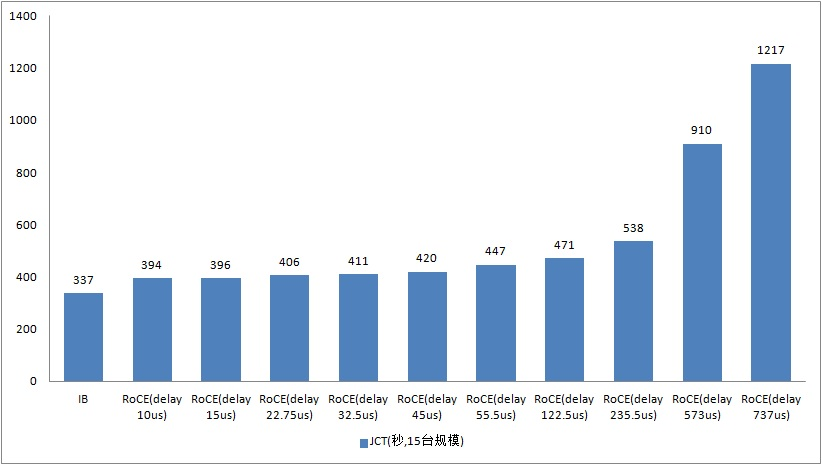 1400
1200
1000
800
600
400
200
0
337
394
396
406
411
420
447
471
538
910
1217
IB
RoCE(delay
10us)
RoCE(delay
15us)
RoCE(delay
22.75us)
RoCE(delay
32.5us)
RoCE(delay
45us)
RoCE(delay
55.5us)
RoCE(delay
122.5us)
RoCE(delay
235.5us)
RoCE(delay
573us)
RoCE(delay
737us)
JCT(秒,15台规模)